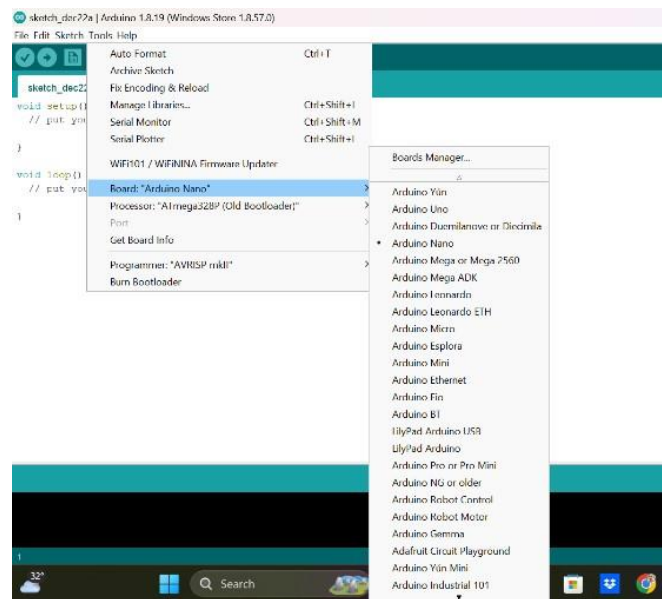 sketch_dec22a | Arduino 1.8.19 (Windows Store 1.8.57.0)
File Edit Sketch Tools Help
sketch_dec22
void setup()
// put you
}
void loop()
// put you
}
Auto Format Ctrl+T
Archive Sketch
Fix Encoding & Reload
Manage Libraries... Ctrl+Shift+I
Serial Monitor Ctrl+Shift+M
Serial Plotter Ctrl+Shift+L
WiFi101 / WiFiNINA Firmware Updater
Board: "Arduino Nano"
Processor: "ATmega328P (Old Bootloader)"
Port
Get Board Info
Programmer: "AVRISP mkII"
Burn Bootloader
Boards Manager...
Arduino Yún
Arduino Uno
Arduino Duemilanove or Diecimila
Arduino Nano
Arduino Mega or Mega 2560
Arduino Mega ADK
Arduino Leonardo
Arduino Leonardo ETH
Arduino Micro
Arduino Esplora
Arduino Mini
Arduino Ethernet
Arduino Fio
Arduino BT
LilyPad Arduino USB
LilyPad Arduino
Arduino Pro or Pro Mini
Arduino NG or older
Arduino Robot Control
Arduino Robot Motor
Arduino Gemma
Adafruit Circuit Playground
Arduino Yún Mini
Arduino Industrial 101
1
32°
Search